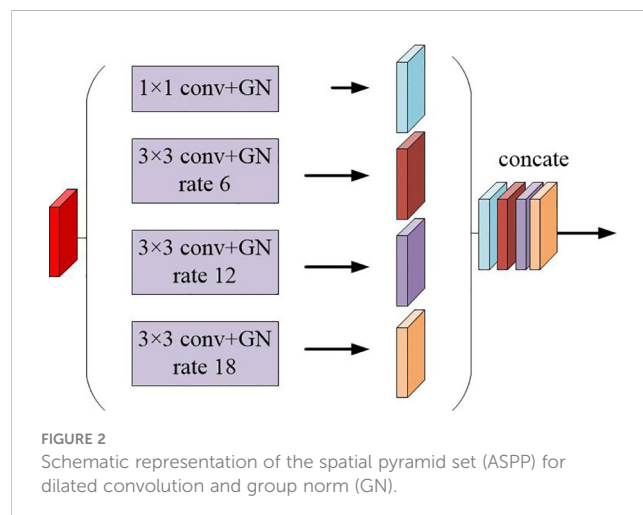 1×1 conv+GN
3×3 conv+GN
rate 6
concate
3×3 conv+GN
rate 12
3×3 conv+GN
rate 18
FIGURE 2
Schematic representation of the spatial pyramid set (ASPP) for
dilated convolution and group norm (GN).